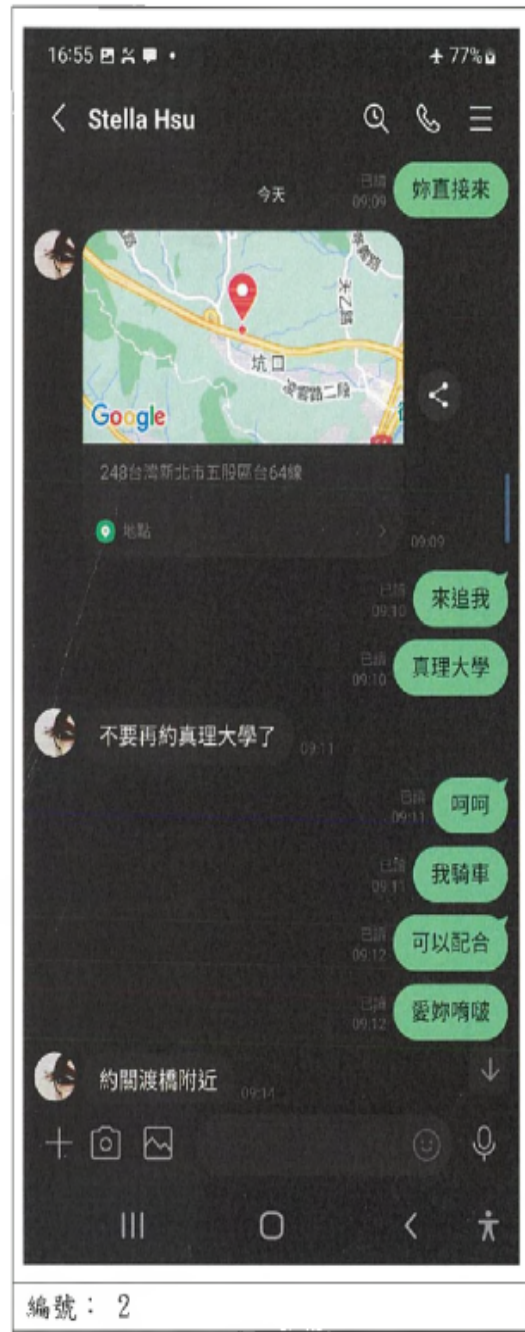 16:55
77%
Stella Hsu
今天
已讀
09:09
妳直接來
天乙路
坑口
Google
248台灣新北市五股區台64線
地點
09:09
已讀
09:10
來追我
已讀
09:10
真理大學
不要再約真理大學了
09:11
已讀
09:11
呵呵
已讀
09:11
我騎車
已讀
09:12
可以配合
已讀
09:12
愛妳唷啵
約關渡橋附近
09:14
編號： 2